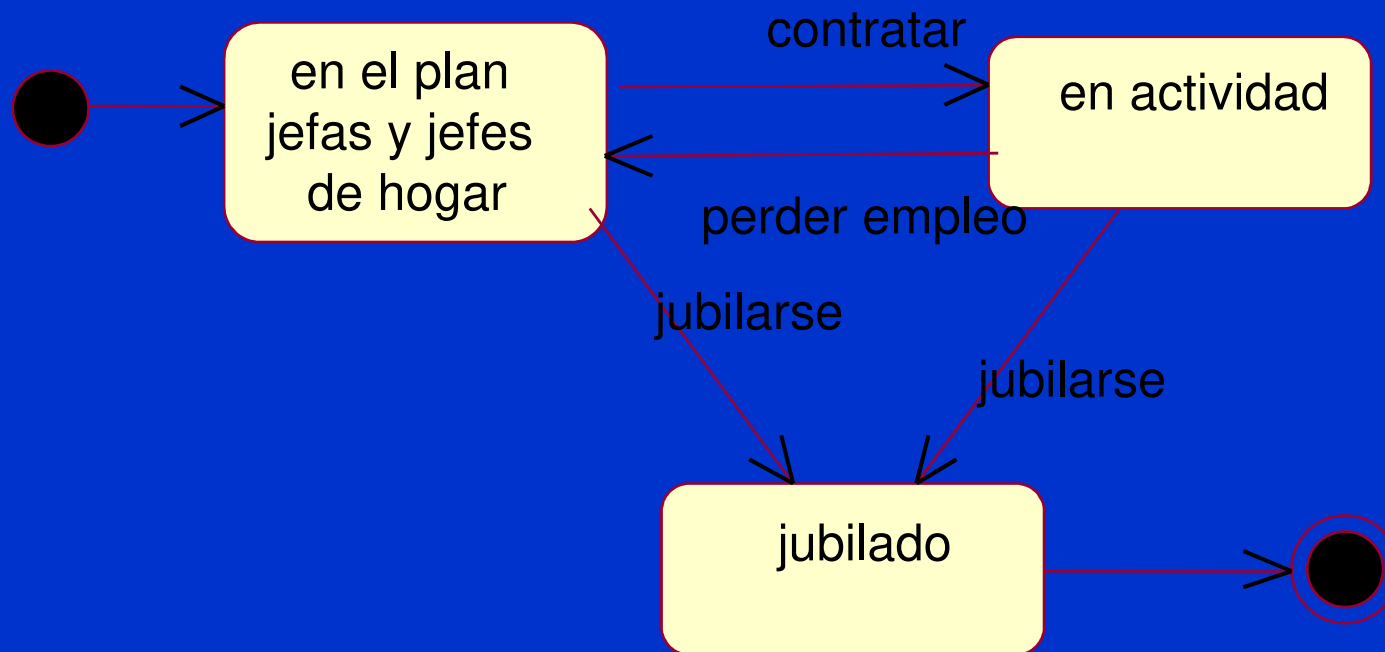 contratar
en el plan
jefas y jefes
de hogar
en actividad
perder empleo
jubilarse
jubilarse
jubilado